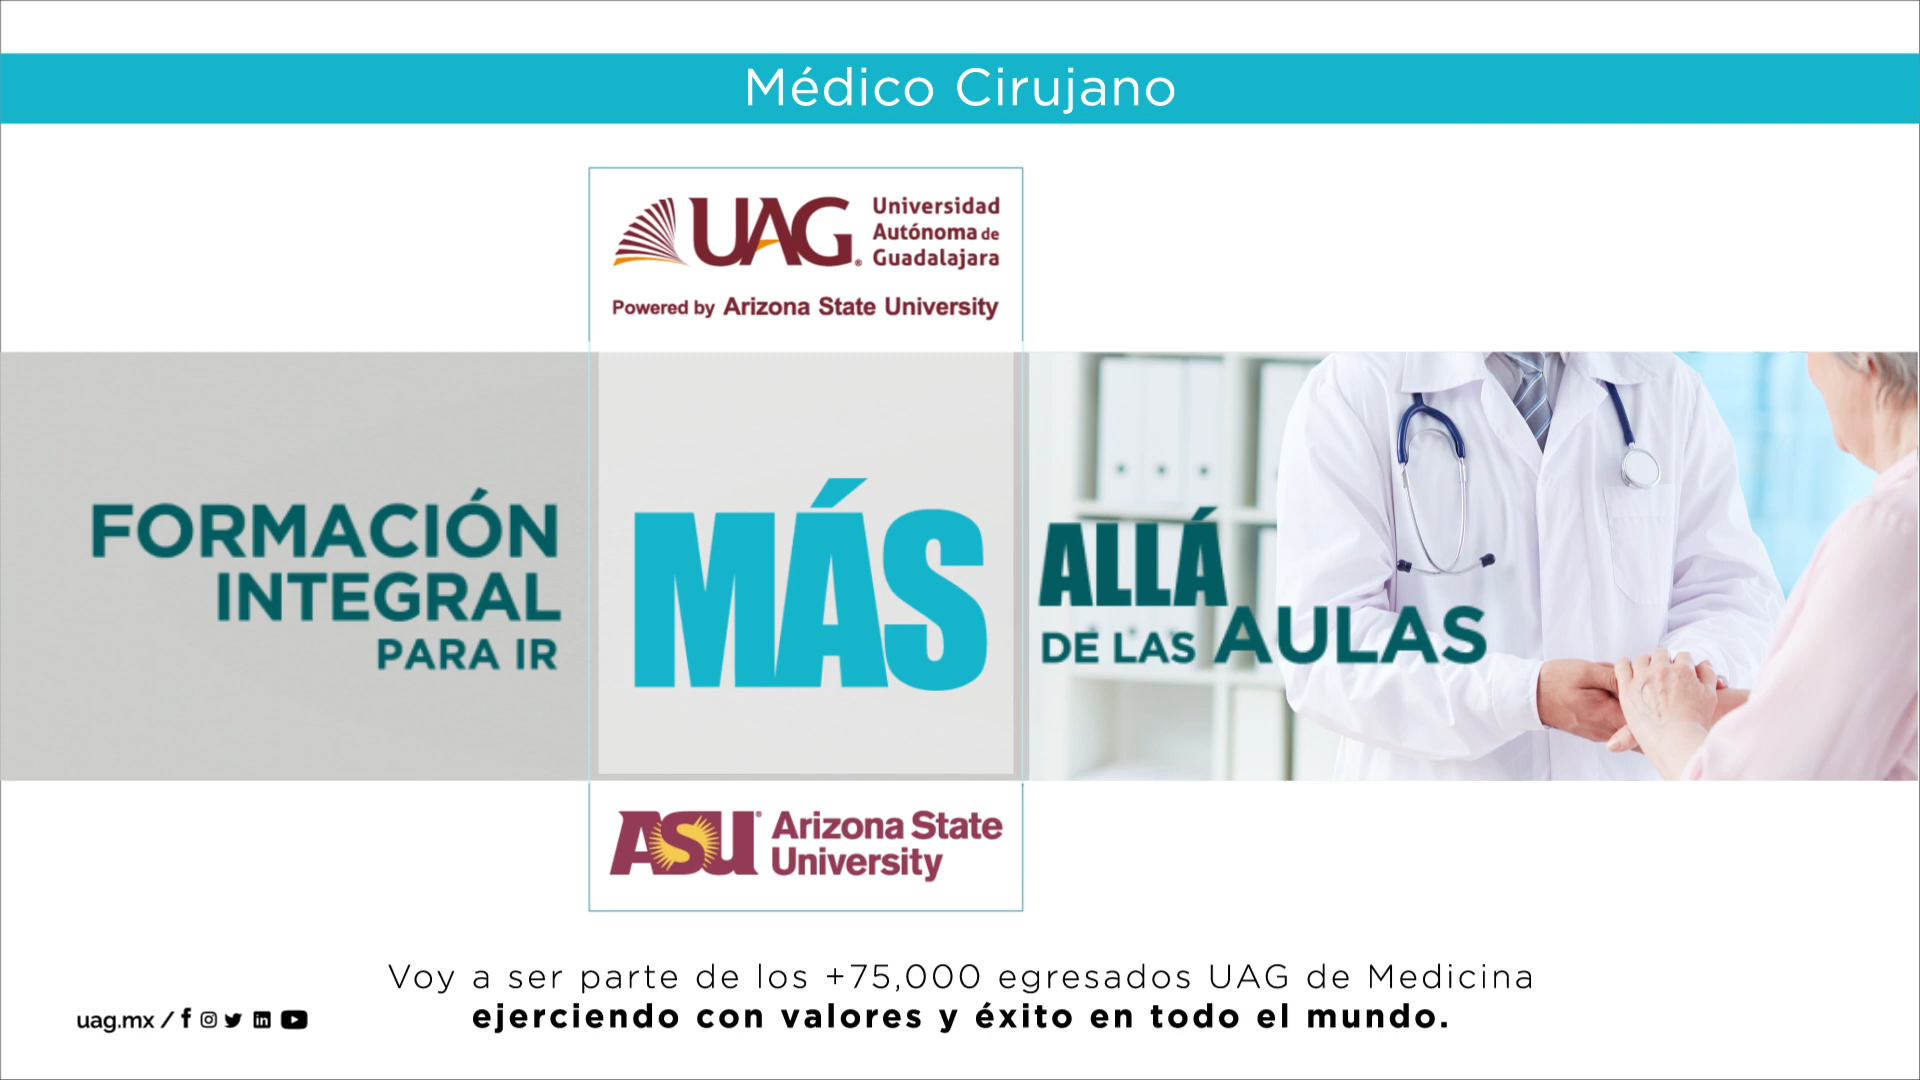 Médico Cirujano
UAG®
Universidad
Autónoma de
Guadalajara
Powered by Arizona State University
FORMACIÓN
INTEGRAL
PARA IR
MÁS
ALLÁ
DE LAS AULAS
ASU®
Arizona State
University
Voy a ser parte de los +75,000 egresados UAG de Medicina
ejerciendo con valores y éxito en todo el mundo.
uag.mx /